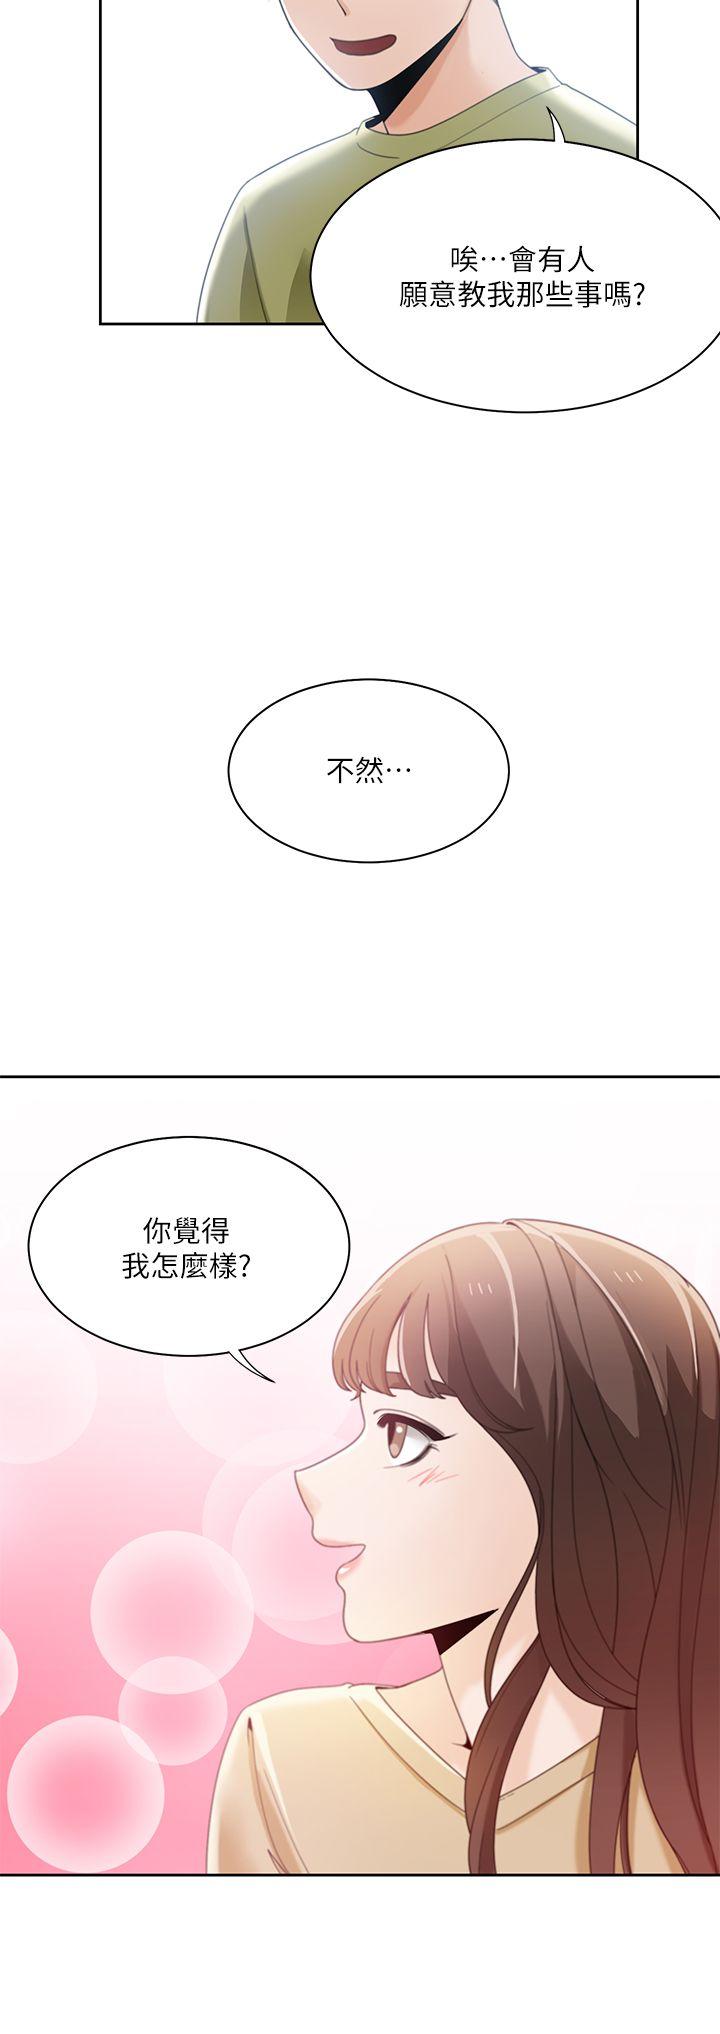 唉…會有人
願意教我那些事嗎?
不然…
你覺得
我怎麼樣?